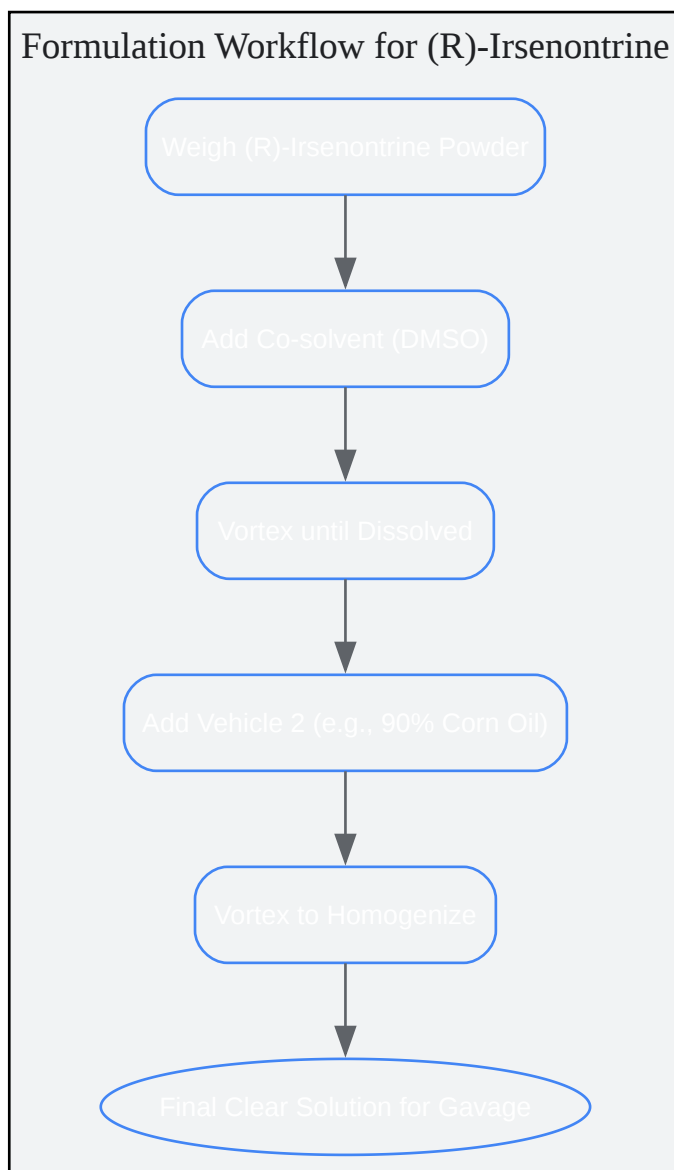 Formulation Workflow for (R)-Irsenontrine
Weigh (R)-Irsenontrine Powder
Add Co-solvent (DMSO)
Vortex until Dissolved
Add Vehicle 2 (e.g., 90% Corn Oil)
Vortex to Homogenize
Final Clear Solution for Gavage